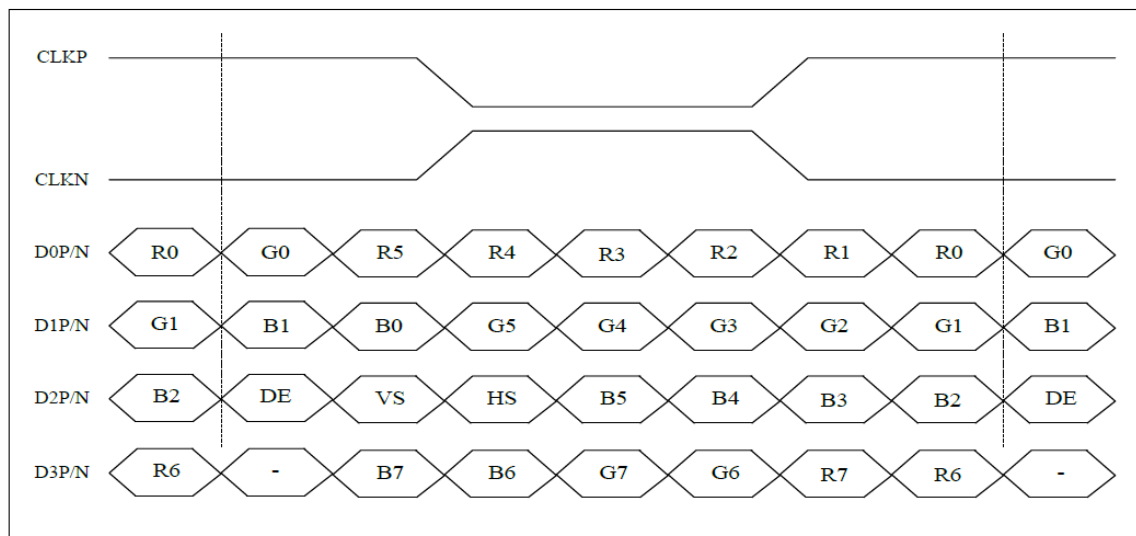 CLKP
CLKN
D0P/N R0 G0 R5 R4 R3 R2 R1 R0 G0
D1P/N G1 B1 B0 G5 G4 G3 G2 G1 B1
D2P/N B2 DE VS HS B5 B4 B3 B2 DE
D3P/N R6 - B7 B6 G7 G6 R7 R6 -